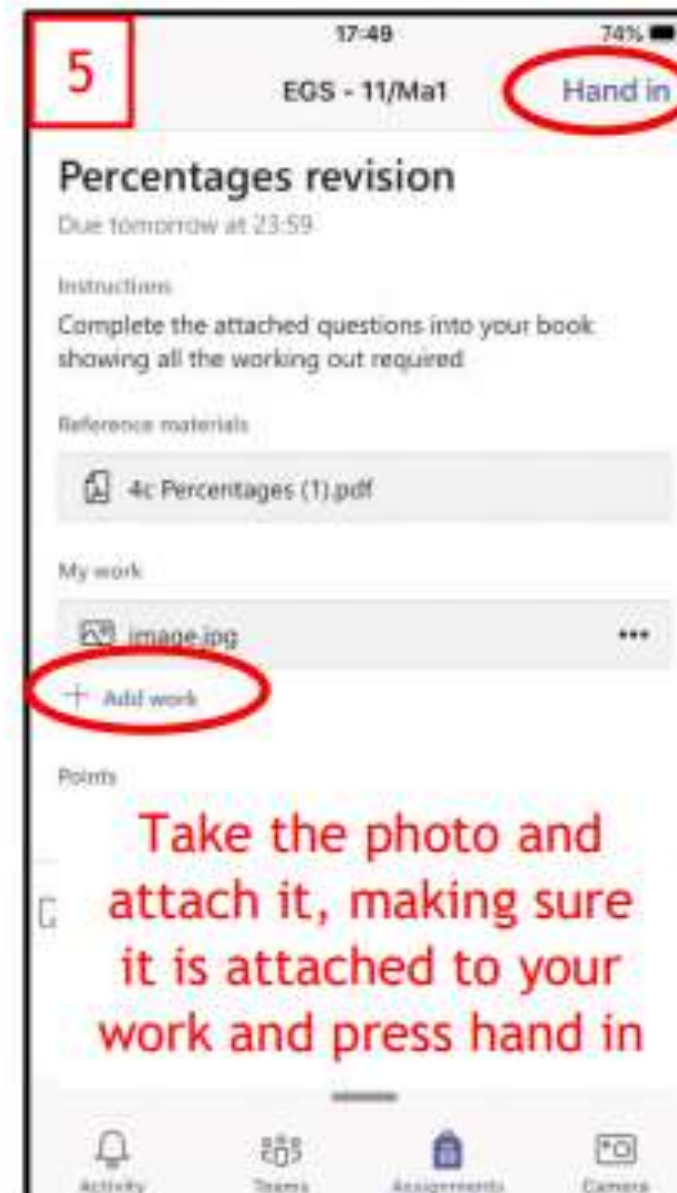 5
17:49
74%
EGS - 11/Ma1
Hand in
Percentages revision
Due tomorrow at 23:59
Instructions
Complete the attached questions into your book
showing all the working out required
Reference materials
4c Percentages (1).pdf
My work
image.jpg
+ Add work
Points
Take the photo and
attach it, making sure
it is attached to your
work and press hand in
Activity
Teams
Assignments
Camera